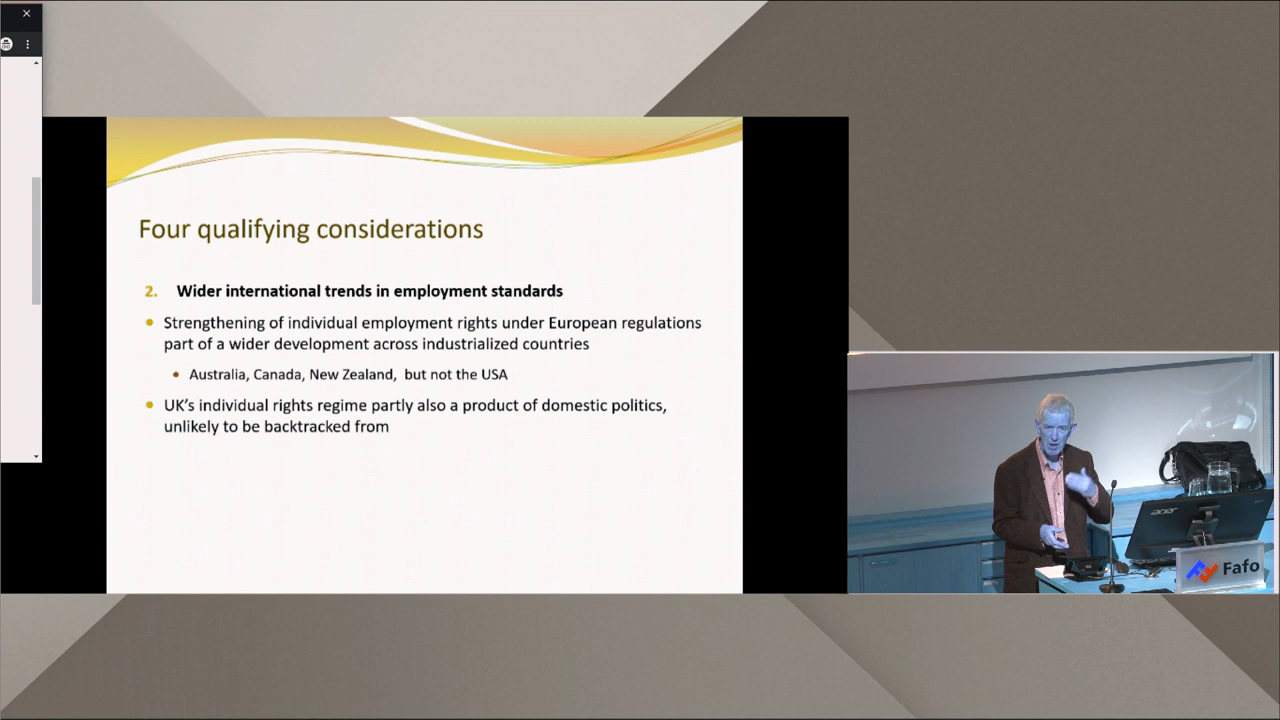 Four qualifying considerations
2. Wider international trends in employment standards
Strengthening of individual employment rights under European regulations
part of a wider development across industrialized countries
Australia, Canada, New Zealand, but not the USA
UK's individual rights regime partly also a product of domestic politics,
unlikely to be backtracked from
acer
Fafo